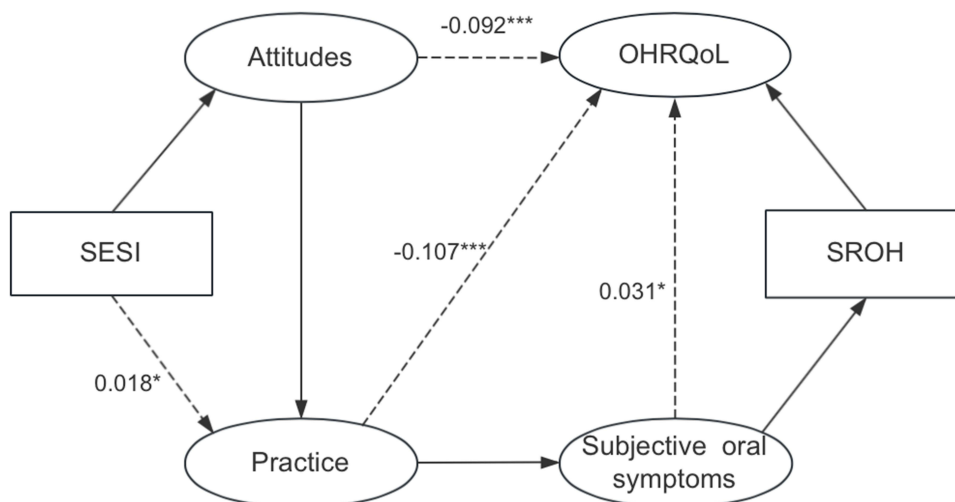 -0.092***
Attitudes
OHRQoL
SESI
-0.107***
SROH
0.031*
0.018*
Practice
Subjective oral
symptoms